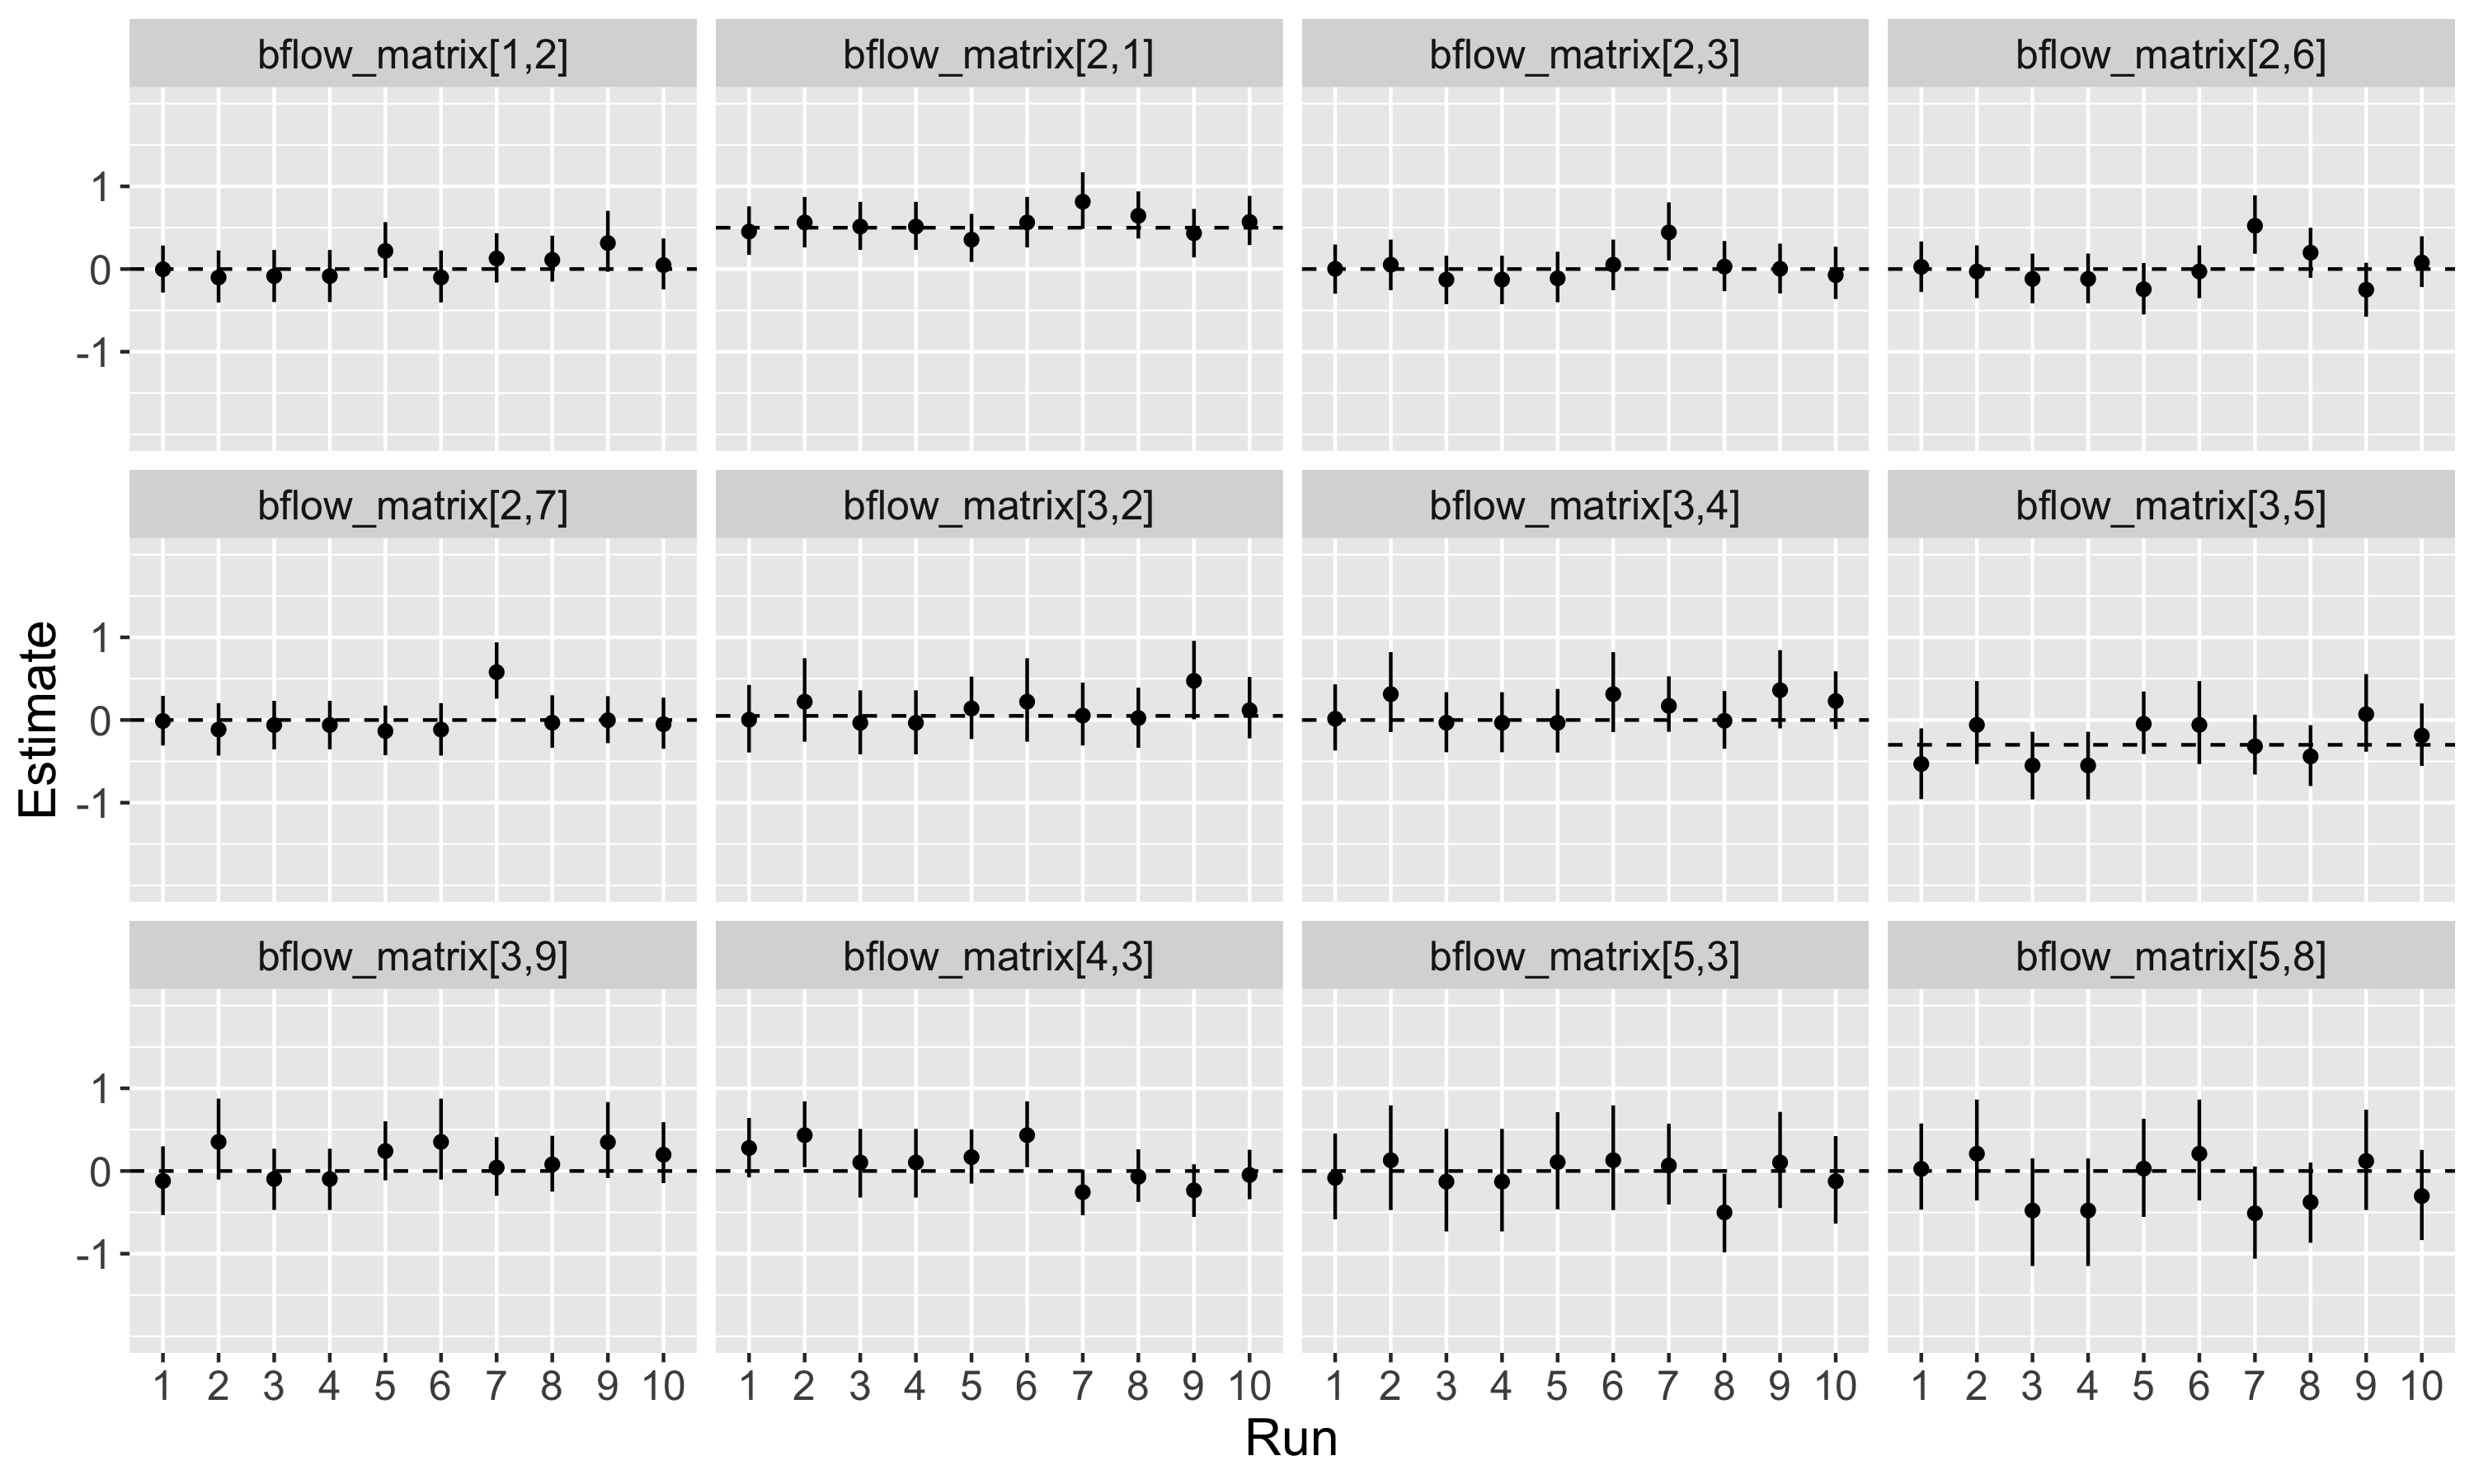 bflow_matrix[1,2] bflow_matrix[2,1] bflow_matrix[2,3] bflow_matrix[2,6]
1
0
-1
bflow_matrix[2,7] bflow_matrix[3,2] bflow_matrix[3,4] bflow_matrix[3,5]
1
0
-1
Estimate
bflow_matrix[3,9] bflow_matrix[4,3] bflow_matrix[5,3] bflow_matrix[5,8]
1
0
-1
1 2 3 4 5 6 7 8 9 10 1 2 3 4 5 6 7 8 9 10 1 2 3 4 5 6 7 8 9 10 1 2 3 4 5 6 7 8 9 10
Run